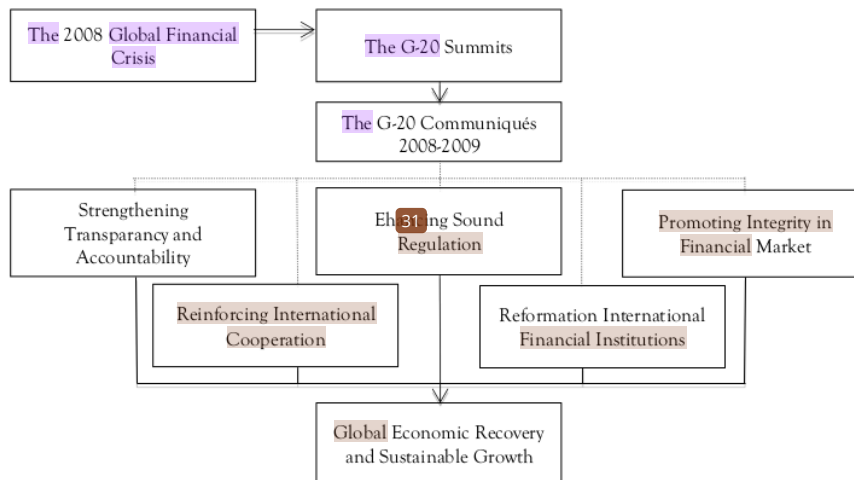 The 2008 Global Financial
Crisis
The G-20 Summits
The G-20 Communiqués
2008-2009
Strengthening
Transparancy and
Accountability
31
Sound
Regulation
Promoting Integrity in
Financial Market
Reinforcing International
Cooperation
Reformation International
Financial Institutions
Global Economic Recovery
and Sustainable Growth